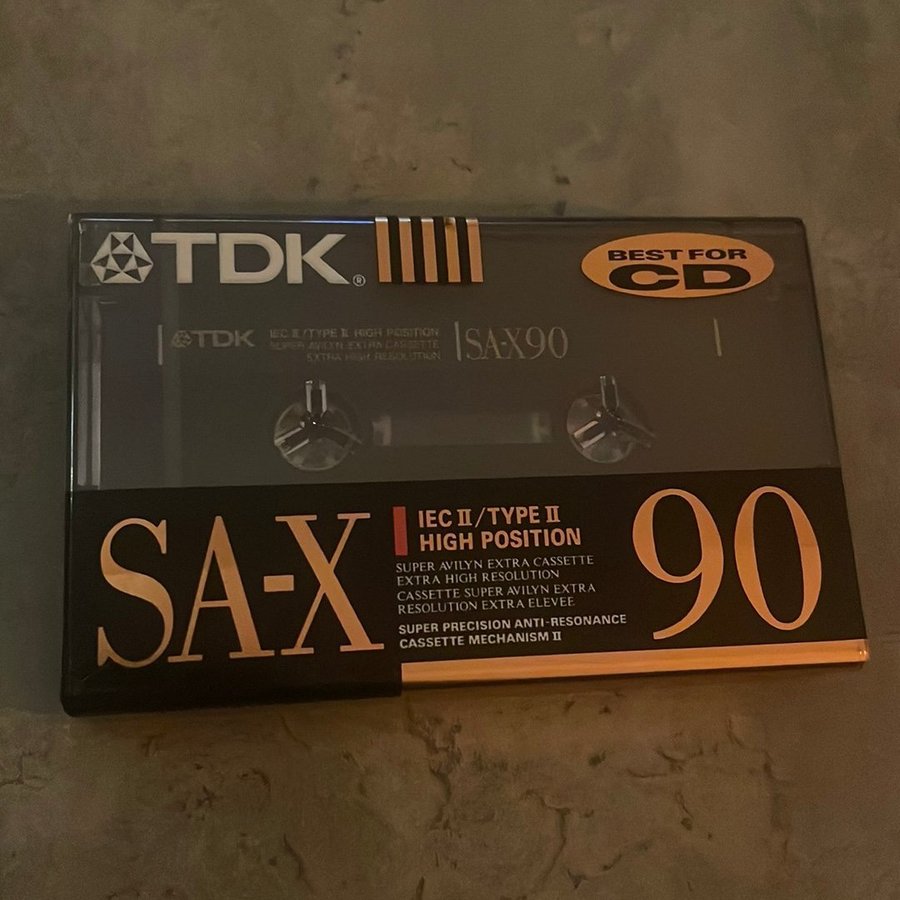 TDK®
BEST FOR
CD
TDK IEC II/TYPE II HIGH POSITION
SUPER AVILYN EXTRA CASSETTE
EXTRA HIGH RESOLUTION
SA-X90
SA-X
IEC II/TYPE II
HIGH POSITION
SUPER AVILYN EXTRA CASSETTE
EXTRA HIGH RESOLUTION
CASSETTE SUPER AVILYN EXTRA
RESOLUTION EXTRA ELEVEE
SUPER PRECISION ANTI-RESONANCE
CASSETTE MECHANISM II
90